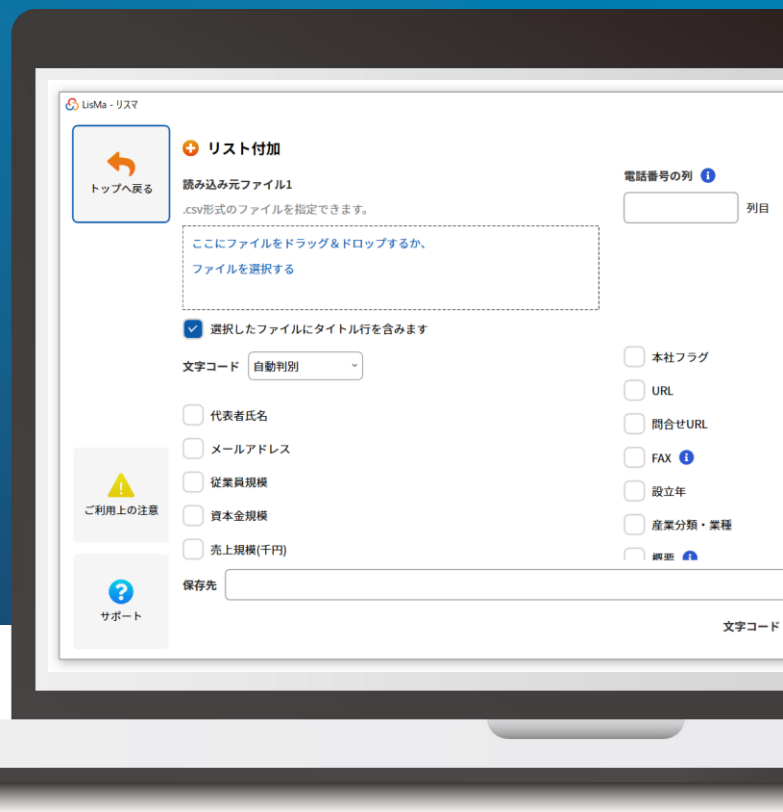 LisMa - リスマ
トップへ戻る
リスト付加
読み込み元ファイル1
.csv形式のファイルを指定できます。
ここにファイルをドラッグ＆ドロップするか、
ファイルを選択する
選択したファイルにタイトル行を含みます
文字コード 自動判別
電話番号の列
列目
代表者氏名
メールアドレス
従業員規模
資本金規模
売上規模(千円)
本社フラグ
URL
問合せURL
FAX
設立年
産業分類・業種
概要
ご利用上の注意
サポート
保存先
文字コード